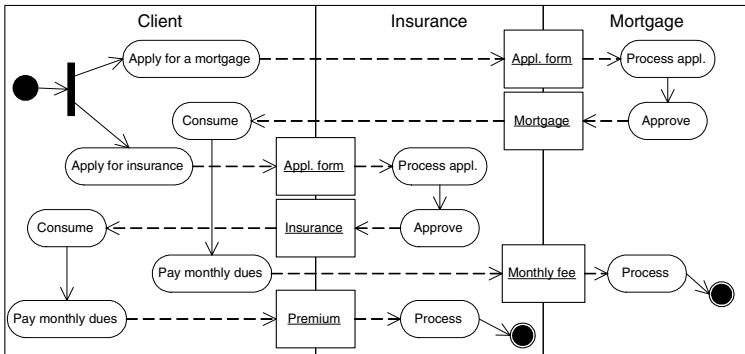 Client
Insurance
Mortgage
Apply for a mortgage
Appl. form
Process appl.
Consume
Mortgage
Approve
Apply for insurance
Appl. form
Process appl.
Consume
Insurance
Approve
Pay monthly dues
Monthly fee
Process
Pay monthly dues
Premium
Process